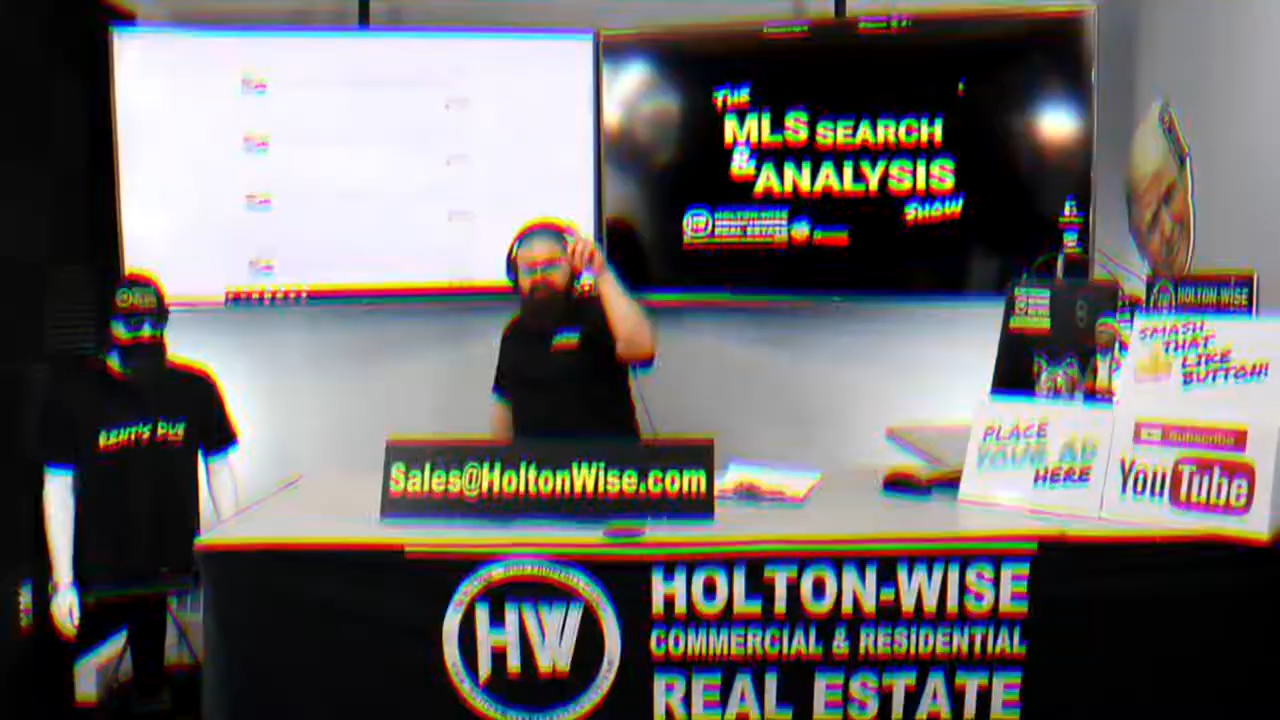 THE
MLS SEARCH
& ANALYSIS
SHOW
HW HOLTON-WISE
REAL ESTATE
RENT'S DUE
HOLTON-WISE
SMASH
THAT
LIKE
BUTTON!
PLACE
YOUR AD
HERE
Subscribe
YouTube
Sales@HoltonWise.com
HW
HOLTON-WISE
COMMERCIAL & RESIDENTIAL
REAL ESTATE